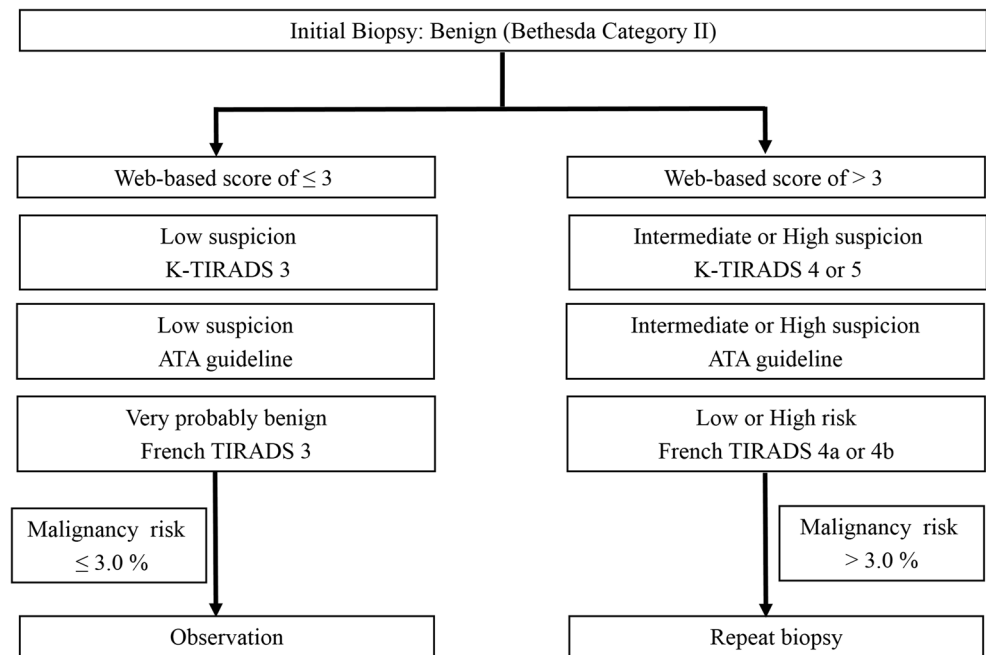 Initial Biopsy: Benign (Bethesda Category II)
Web-based score of ≤ 3
Low suspicion
K-TIRADS 3
Low suspicion
ATA guideline
Very probably benign
French TIRADS 3
Malignancy risk
≤ 3.0 %
Observation
Web-based score of > 3
Intermediate or High suspicion
K-TIRADS 4 or 5
Intermediate or High suspicion
ATA guideline
Low or High risk
French TIRADS 4a or 4b
Malignancy risk
> 3.0 %
Repeat biopsy